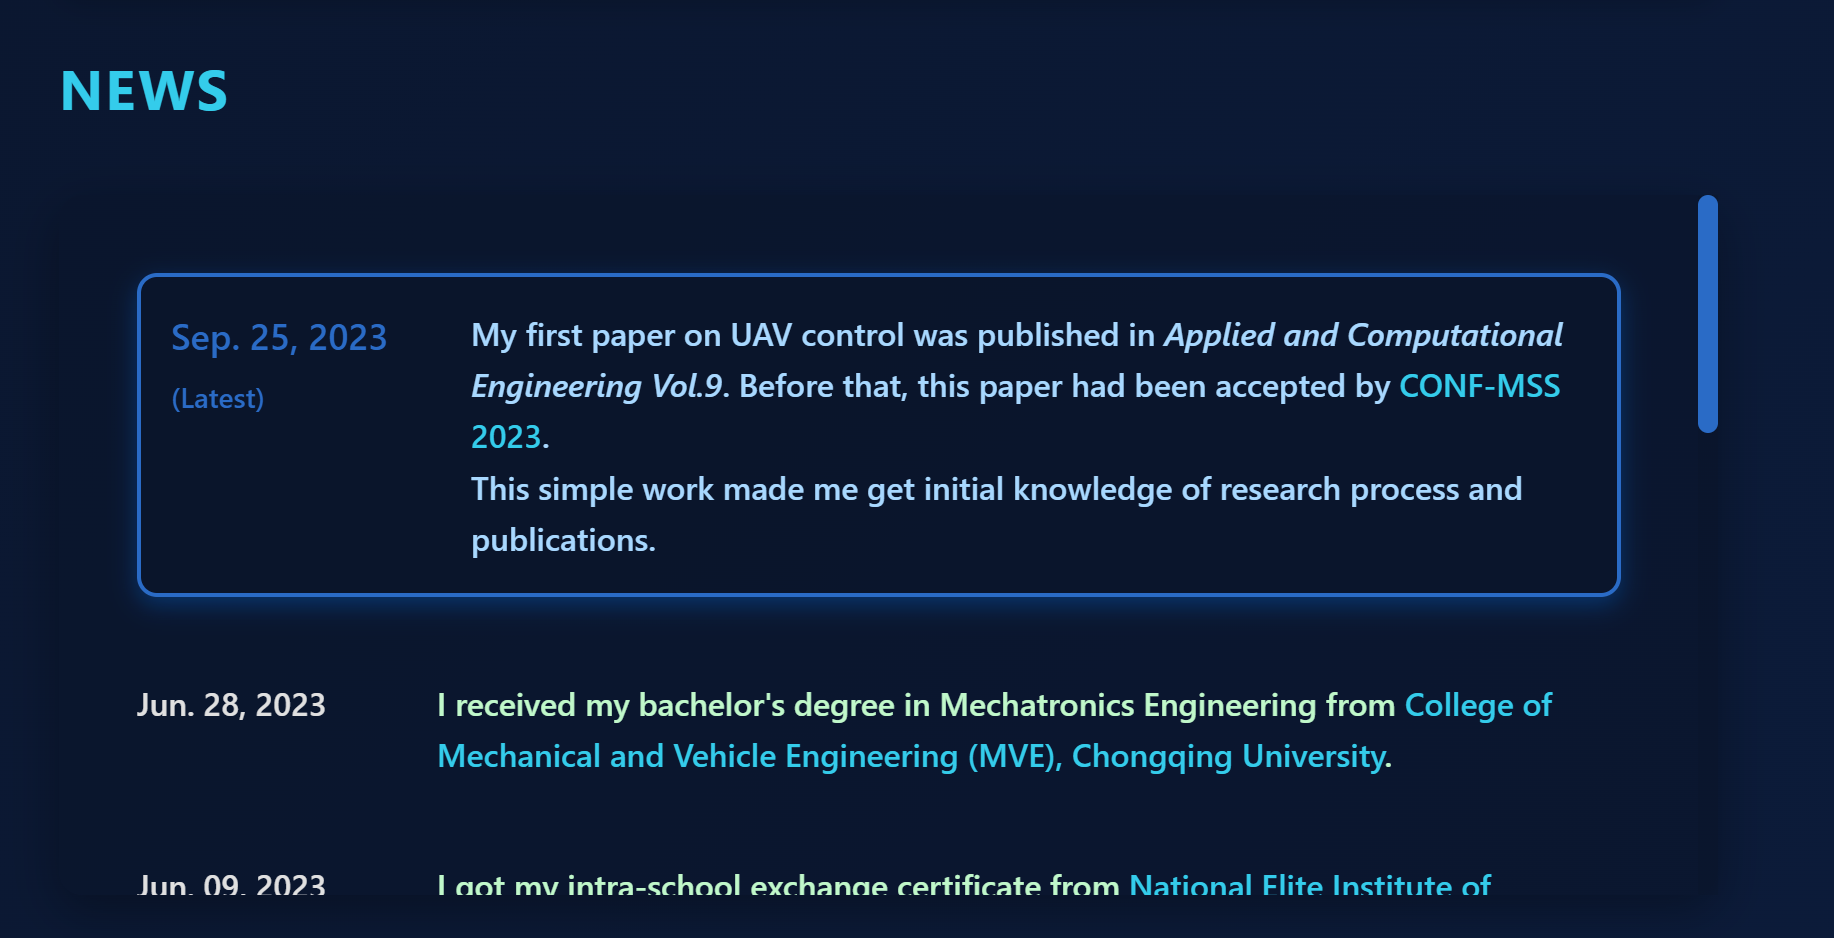 NEWS
Sep. 25, 2023
(Latest)
My first paper on UAV control was published in Applied and Computational
Engineering Vol.9. Before that, this paper had been accepted by CONF-MSS
2023.
This simple work made me get initial knowledge of research process and
publications.
Jun. 28, 2023
I received my bachelor's degree in Mechatronics Engineering from College of
Mechanical and Vehicle Engineering (MVE), Chongqing University.
Jun. 09, 2023
I got my intra-school exchange certificate from National Elite Institute of